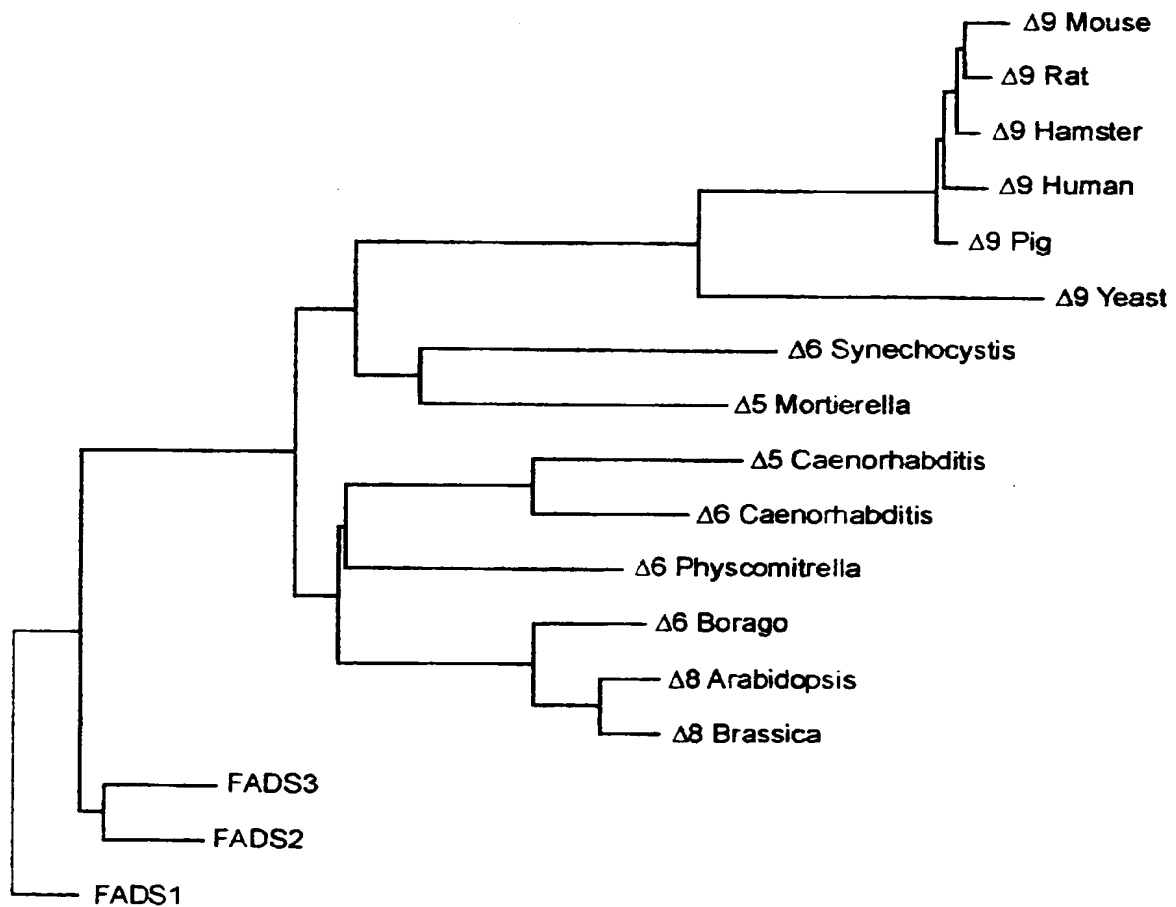 Δ9 Mouse
Δ9 Rat
Δ9 Hamster
Δ9 Human
Δ9 Pig
Δ9 Yeast
Δ6 Synechocystis
Δ5 Mortierella
Δ5 Caenorhabditis
Δ6 Caenorhabditis
Δ6 Physcomitrella
Δ6 Borago
Δ8 Arabidopsis
Δ8 Brassica
FADS3
FADS2
FADS1